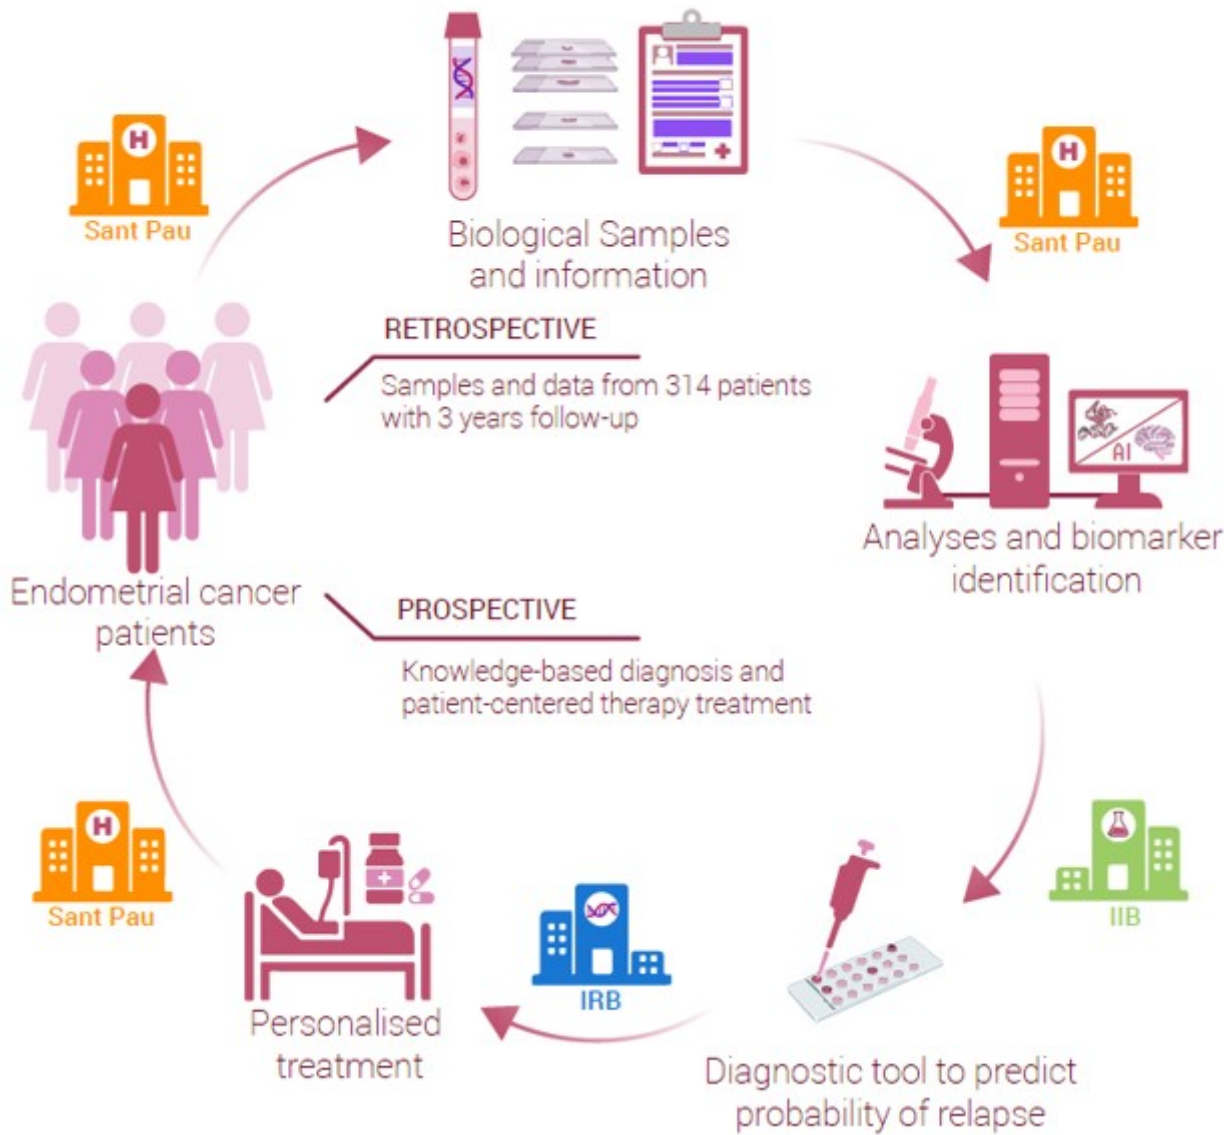 H
Sant Pau
Biological Samples
and information
H
Sant Pau
RETROSPECTIVE
Samples and data from 314 patients
with 3 years follow-up
AI
Analyses and biomarker
identification
Endometrial cancer
patients
PROSPECTIVE
Knowledge-based diagnosis and
patient-centered therapy treatment
H
Sant Pau
IIB
IRB
Personalised
treatment
Diagnostic tool to predict
probability of relapse